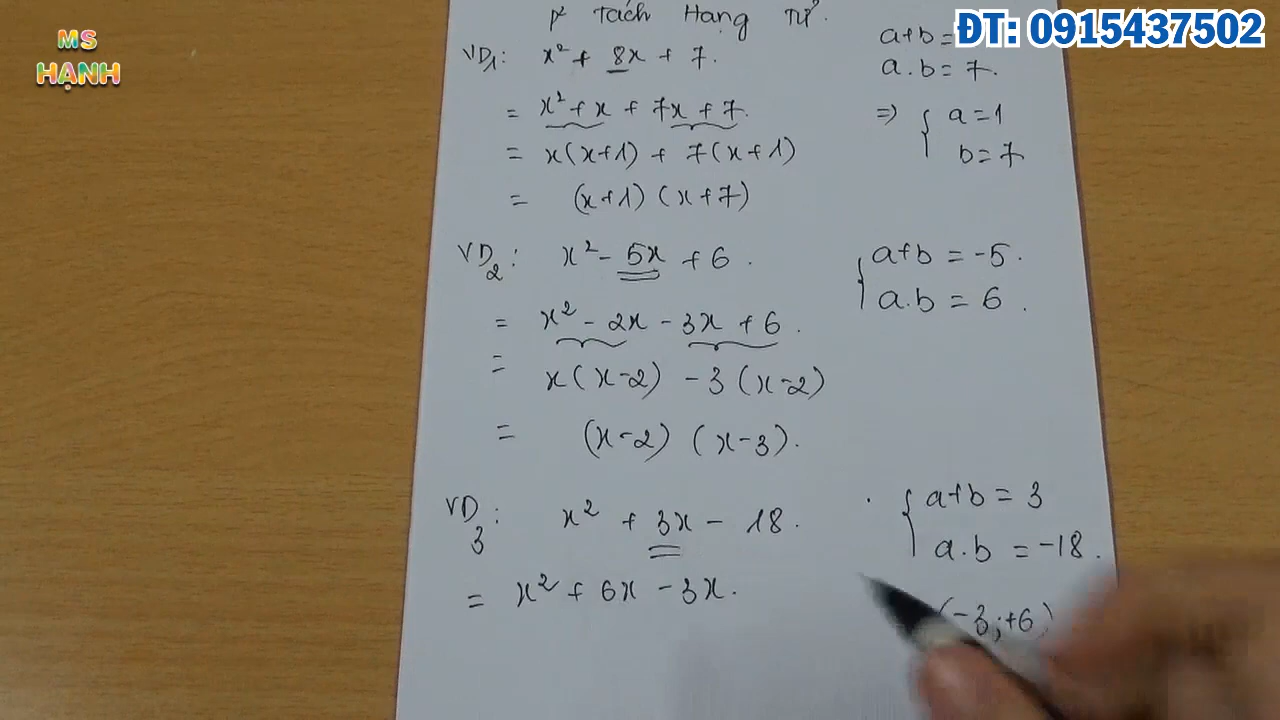 MS
HẠNH
ĐT: 0915437502
P² Tách Hạng Tử.
VD1: x² + 8x + 7.
= x² + x + 7x + 7.
= x(x+1) + 7(x+1)
= (x+1) (x+7)
a+b=
a.b = 7.
=> { a=1
b=7
VD2: x² - 5x + 6.
= x² - 2x - 3x + 6.
= x(x-2) - 3(x-2)
= (x-2) (x-3).
{ a+b = -5.
a.b = 6.
VD3: x² + 3x - 18.
= x² + 6x - 3x.
{ a+b = 3
a.b = -18.
(-3; +6)